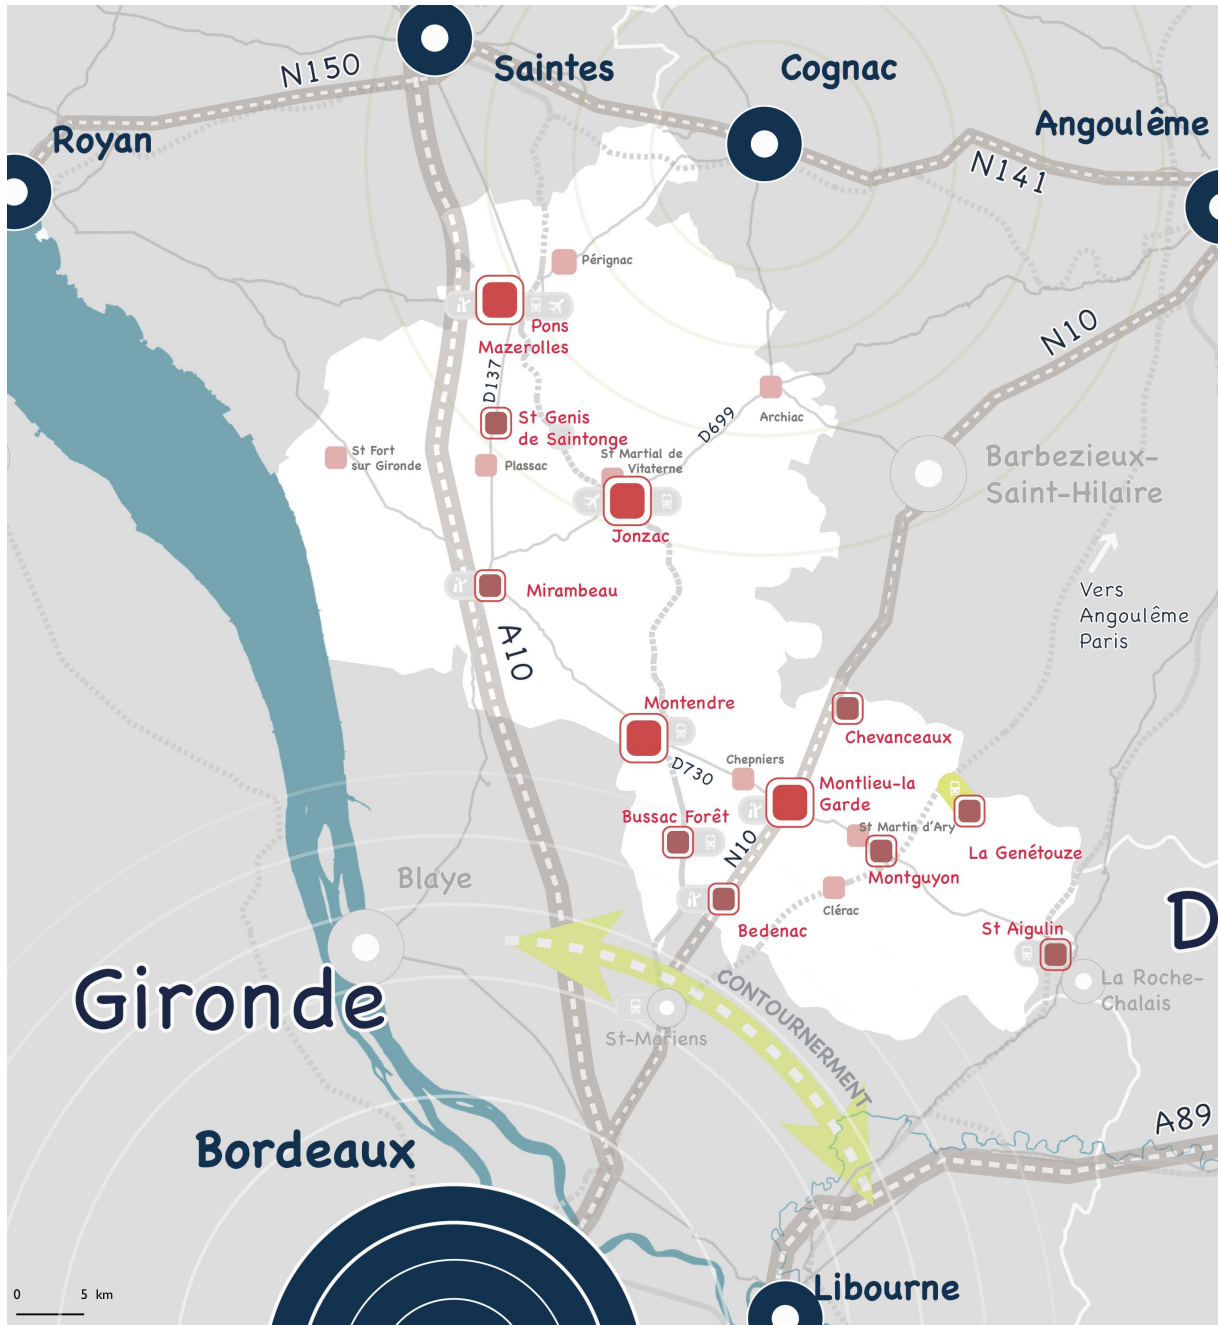 N150
Saintes
Cognac
Royan
Angoulême
N141
Pérignac
Pons
Mazerolles
N10
D137
St Genis
de Saintonge
D699
Archiac
St Fort
sur Gironde
Plassac
St Martial de
Vitaterne
Barbezieux-
Saint-Hilaire
Jonzac
Mirambeau
Vers
Angoulême
Paris
A10
Montendre
Chevanceaux
Chepniers
D730
Montlieu-la
Garde
Bussac Forêt
St Martin d'Ary
N10
La Genétouze
Montguyon
Blaye
Clérac
Bedenac
St Aigulin
D
Gironde
La Roche-
Chalais
CONTOURNERMENT
St-Mariens
A89
Bordeaux
Libourne
0 5 km